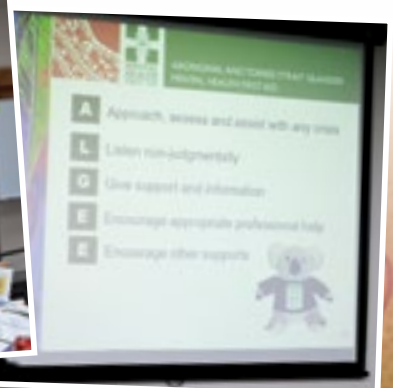 ABORIGINAL AND TORRES STRAIT ISLANDER
MENTAL HEALTH FIRST AID
A Approach, assess and assist with any crisis
L Listen non-judgmentally
G Give support and information
E Encourage appropriate professional help
E Encourage other supports